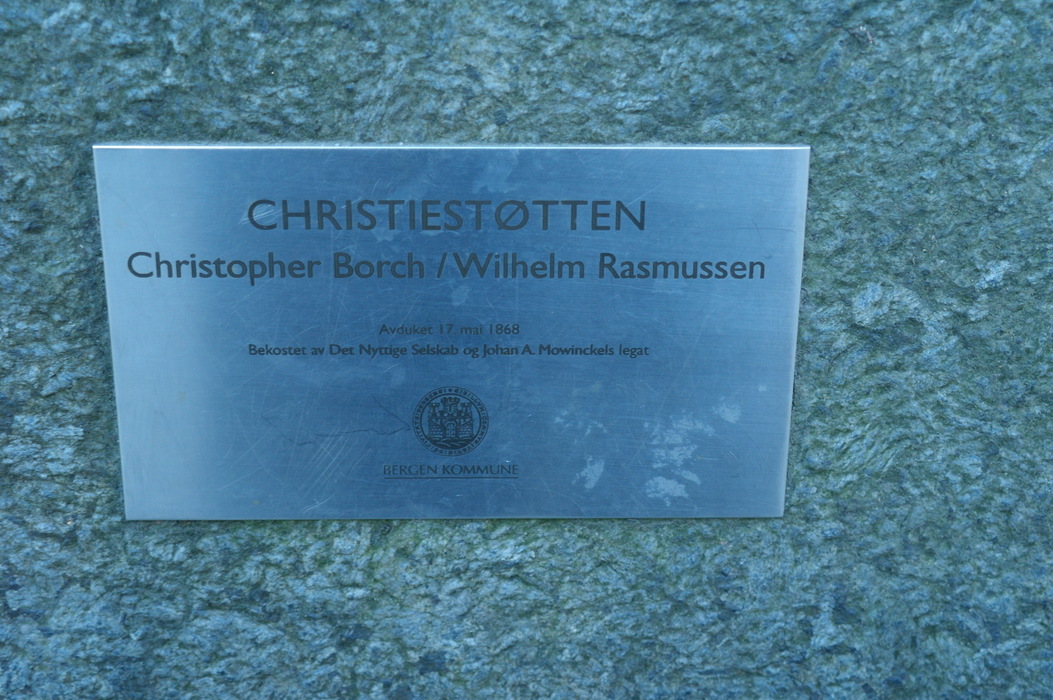 CHRISTIESTØTTEN
Christopher Borch / Wilhelm Rasmussen
Avduket 17. mai 1868
Bekostet av Det Nyttige Selskab og Johan A. Mowinckels legat
BERGEN KOMMUNE